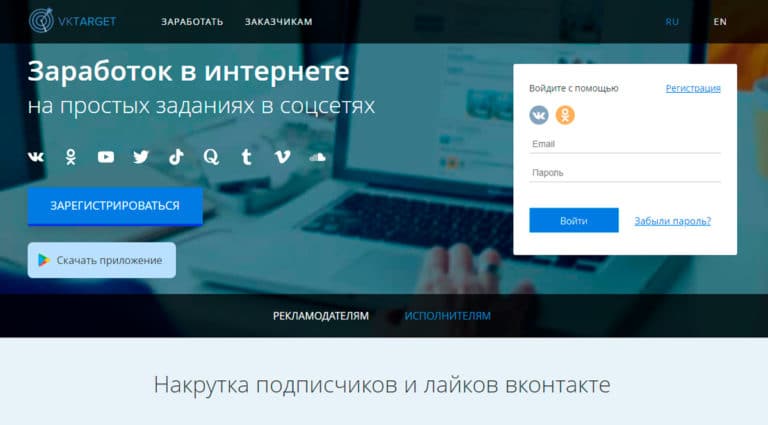 VKTARGET
ЗАРАБОТАТЬ
ЗАКАЗЧИКАМ
RU
EN
Заработок в интернете
на простых заданиях в соцсетях
ЗАРЕГИСТРИРОВАТЬСЯ
Скачать приложение
Войдите с помощью
Регистрация
Email
Пароль
Войти
Забыли пароль?
РЕКЛАМОДАТЕЛЯМ
ИСПОЛНИТЕЛЯМ
Накрутка подписчиков и лайков вконтакте